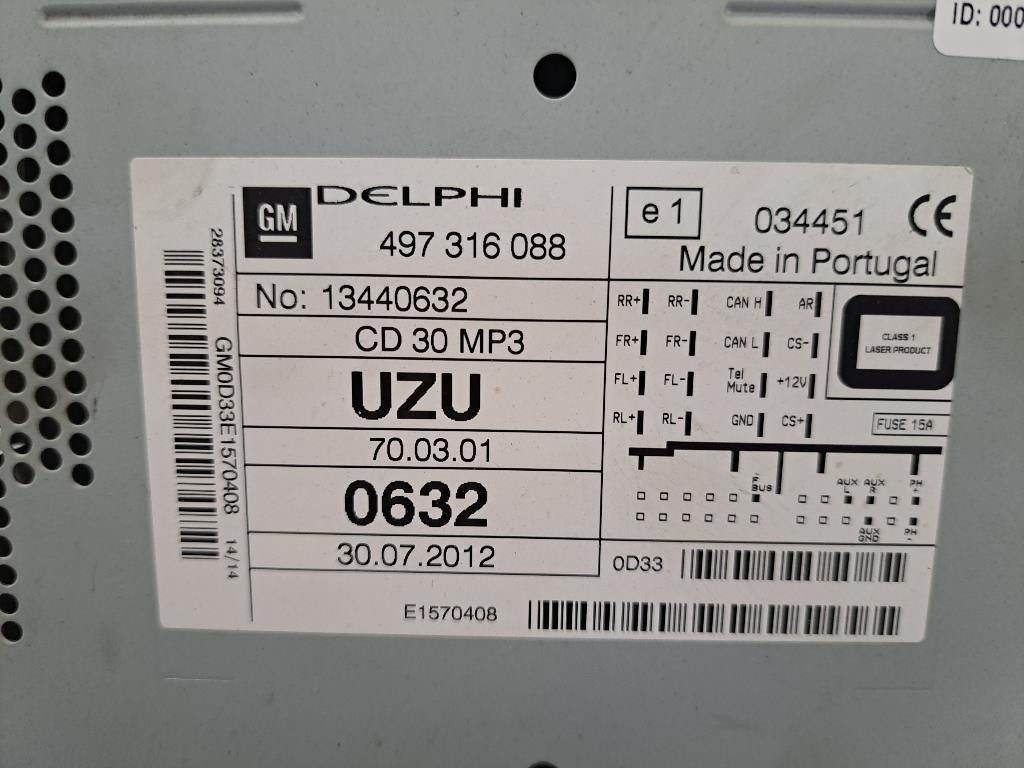 ID: 000
GM
DELPHI
497 316 088
No: 13440632
CD 30 MP3
UZU
70.03.01
0632
30.07.2012
E1570408
28373094
GM0D33E1570408
14/14
e 1
034451
CE
Made in Portugal
RR+ RR- CAN H AR
FR+ FR- CAN L CS-
FL+ FL- Tel Mute +12V
RL+ RL- GND CS+
CLASS 1
LASER PRODUCT
FUSE 15A
E BUS
AUX L
AUX R
PH +
AUX GND
PH -
0D33